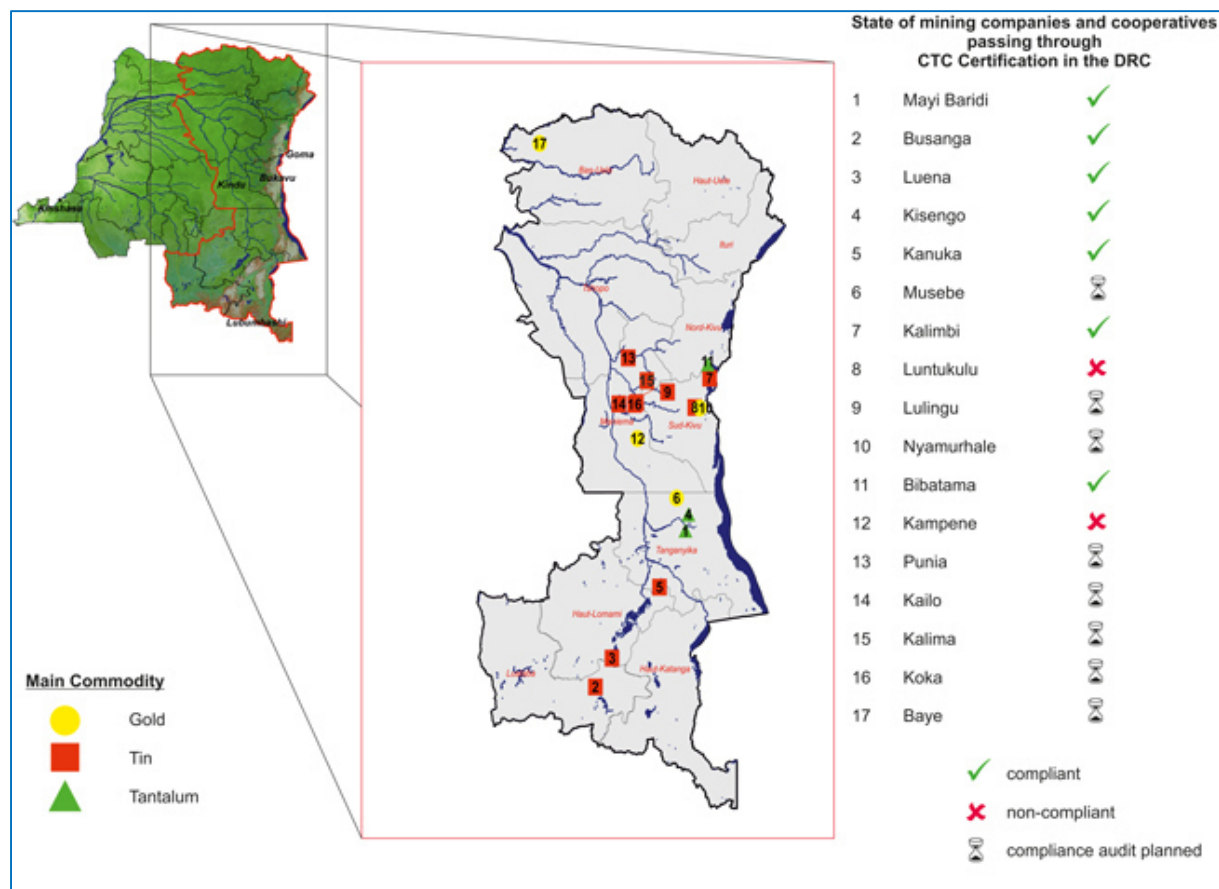 State of mining companies and cooperatives
passing through
CTC Certification in the DRC
1 Mayi Baridi
2 Busanga
3 Luena
4 Kisengo
5 Kanuka
6 Musebe
7 Kalimbi
8 Luntukulu
9 Lulingu
10 Nyamurhale
11 Bibatama
12 Kampene
13 Punia
14 Kailo
15 Kalima
16 Koka
17 Baye
compliant
non-compliant
compliance audit planned
Goma
Bukavu
Kindu
Kinshasa
Lubumbashi
17
Bas-Uele
Haut-Uele
Ituri
Tshopo
Nord-Kivu
13
11
15
7
9
14 16
8 10
Maniema
Sud-Kivu
12
6
4
1
Tanganyika
5
Haut-Lomami
3
Lualaba
Haut-Katanga
2
Main Commodity
Gold
Tin
Tantalum